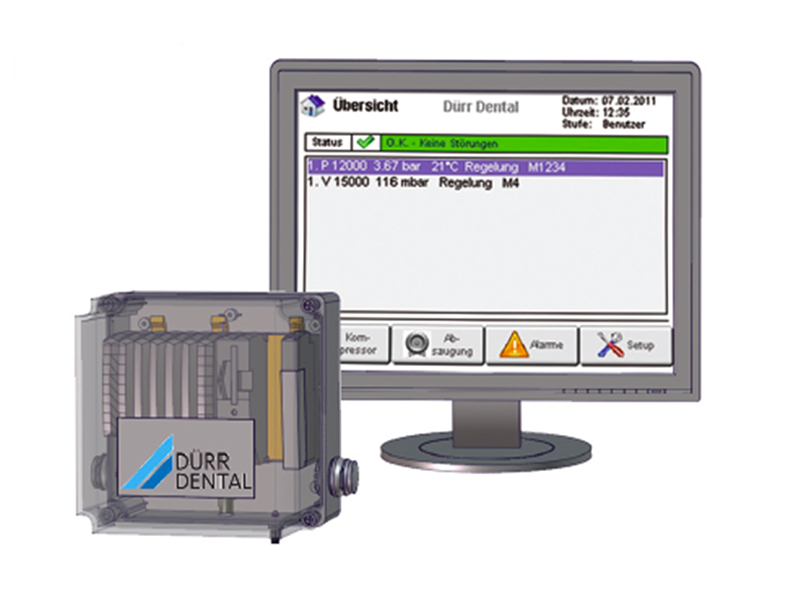 Übersicht
Dürr Dental
Datum: 07.02.2011
Uhrzeit: 12:35
Stufe: Benutzer
Status
O.K. - Keine Störungen
1. P 12000 3.67 bar 21°C Regelung M1234
1. V 15000 116 mbar Regelung M4
Kom-
pressor
Ab-
saugung
Alarme
Setup
DÜRR
DENTAL